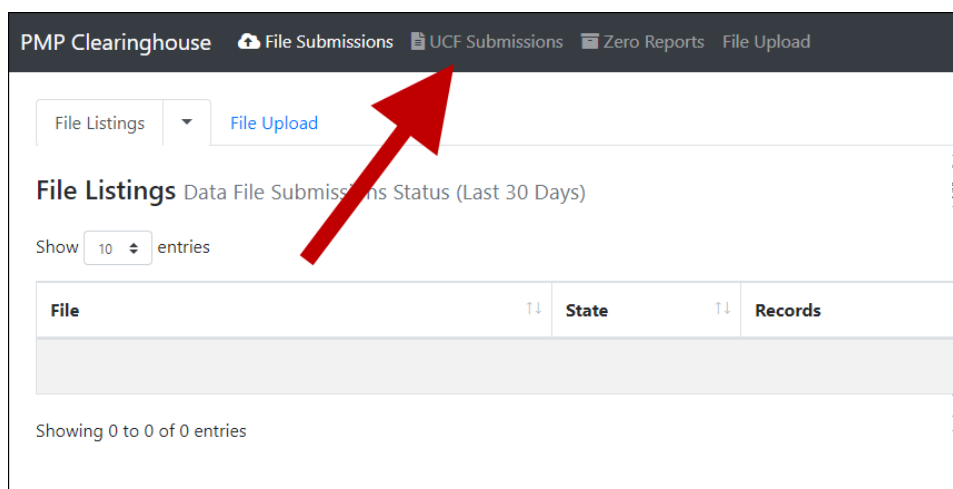 PMP Clearinghouse File Submissions UCF Submissions Zero Reports File Upload
File Listings File Upload
File Listings Data File Submissions Status (Last 30 Days)
Show 10 entries
File State Records
Showing 0 to 0 of 0 entries